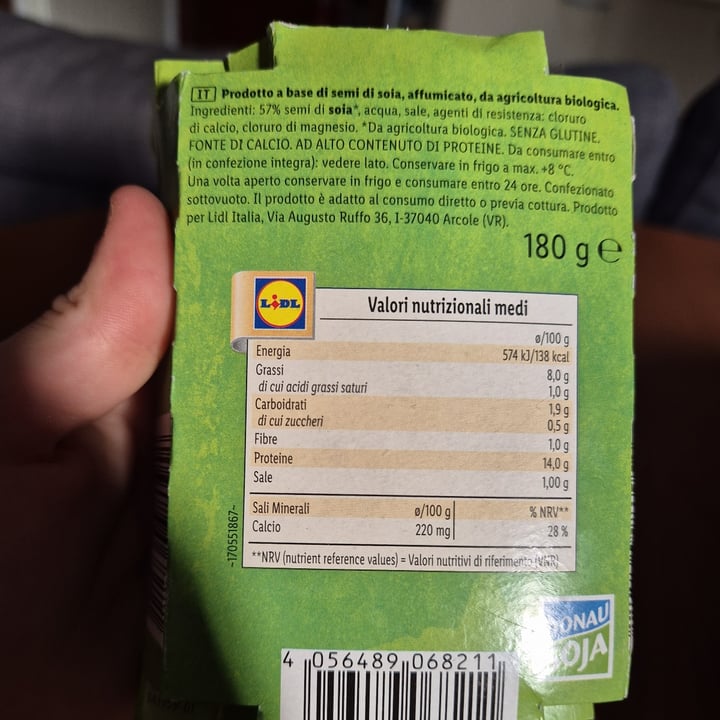 IT Prodotto a base di semi di soia, affumicato, da agricoltura biologica.
Ingredienti: 57% semi di soia*, acqua, sale, agenti di resistenza: cloruro
di calcio, cloruro di magnesio. *Da agricoltura biologica. SENZA GLUTINE.
FONTE DI CALCIO. AD ALTO CONTENUTO DI PROTEINE. Da consumare entro
(in confezione integra): vedere lato. Conservare in frigo a max. +8 °C.
Una volta aperto conservare in frigo e consumare entro 24 ore. Confezionato
sottovuoto. Il prodotto è adatto al consumo diretto o previa cottura. Prodotto
per Lidl Italia, Via Augusto Ruffo 36, I-37040 Arcole (VR).
180 g e
LIDL
Valori nutrizionali medi
ø/100 g
Energia 574 kJ/138 kcal
Grassi 8,0 g
di cui acidi grassi saturi 1,0 g
Carboidrati 1,9 g
di cui zuccheri 0,5 g
Fibre 1,0 g
Proteine 14,0 g
Sale 1,00 g
Sali Minerali ø/100 g % NRV**
Calcio 220 mg 28 %
**NRV (nutrient reference values) = Valori nutritivi di riferimento (VNR)
~170551867~
DONAU
SOJA
4 056489 068211